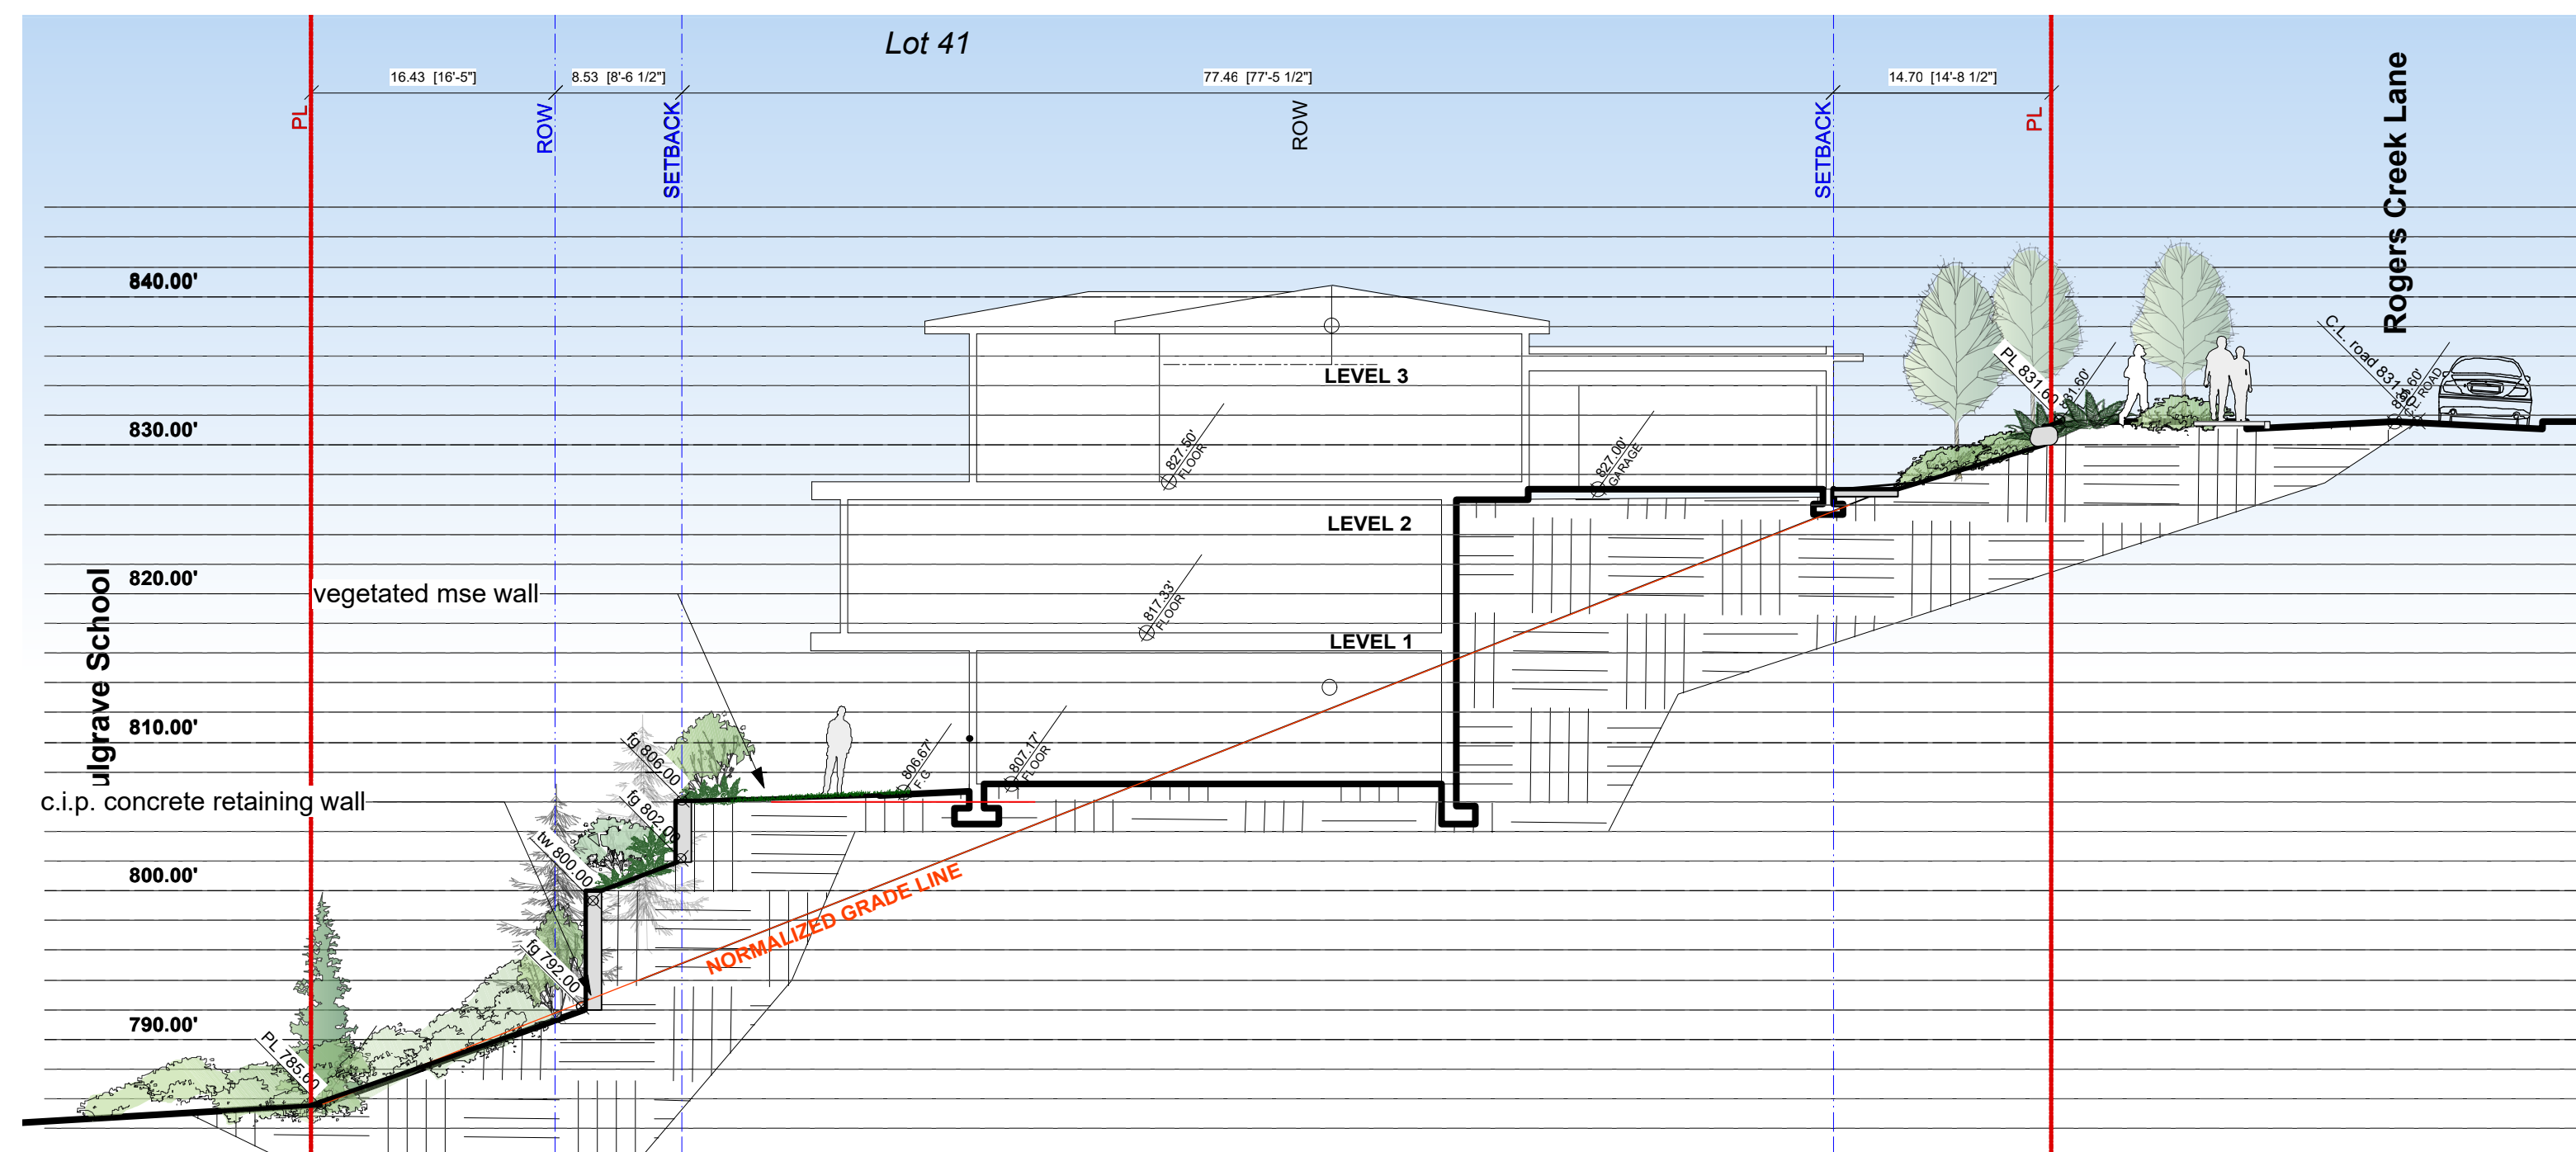 Lot 41
16.43 [16'-5"]
8.53 [8'-6 1/2"]
77.46 [77'-5 1/2"]
14.70 [14'-8 1/2"]
PL
ROW
SETBACK
ROW
SETBACK
PL
Rogers Creek Lane
840.00'
830.00'
820.00'
810.00'
800.00'
790.00'
ulgrave School
LEVEL 3
827.50'
FLOOR
827.00'
GARAGE
LEVEL 2
817.33'
FLOOR
LEVEL 1
807.17'
FLOOR
806.67'
F.G
vegetated mse wall
c.i.p. concrete retaining wall
fg 806.00
fg 802.00
tw 800.00
fg 792.00
PL 785.60
NORMALIZED GRADE LINE
PL 831.60
831.60'
C.L. road 831.
C.L. ROAD